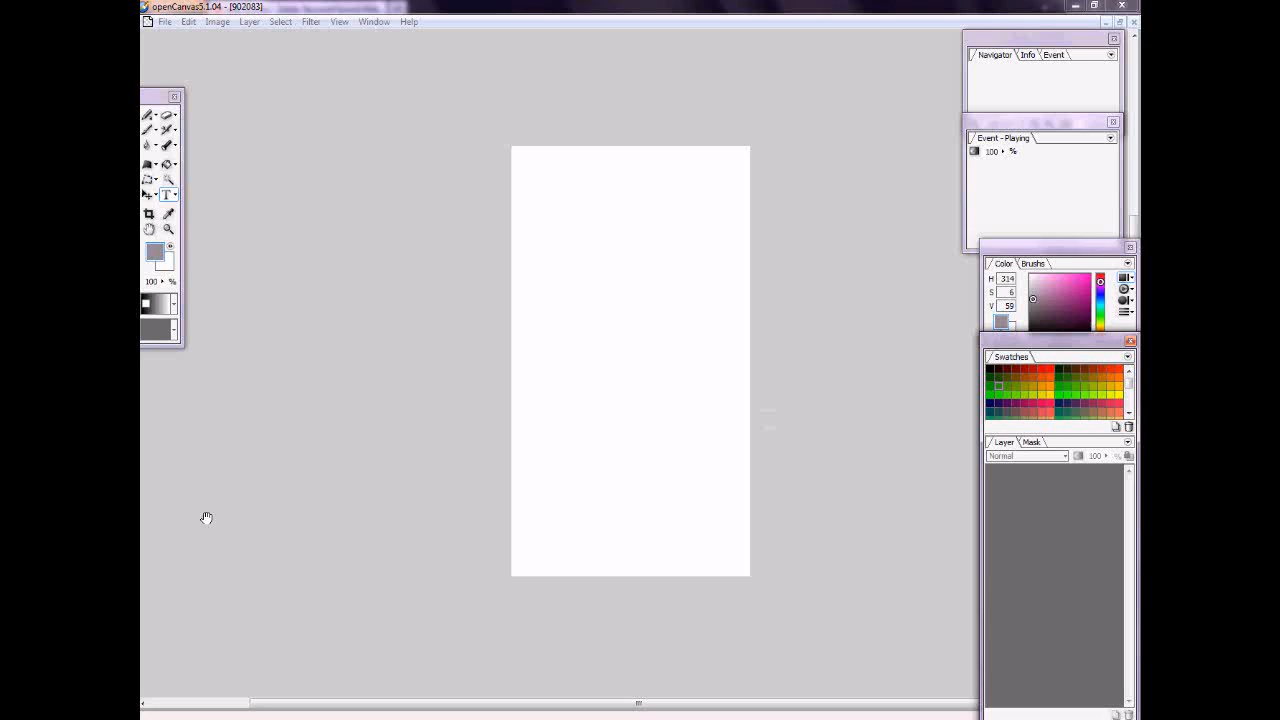 openCanvas5.1.04 - [902083]
File Edit Image Layer Select Filter View Window Help
Navigator Info Event
Event - Playing
100 %
T
100 %
Color Brushs
H 314
S 6
V 59
Swatches
Layer Mask
Normal 100 %